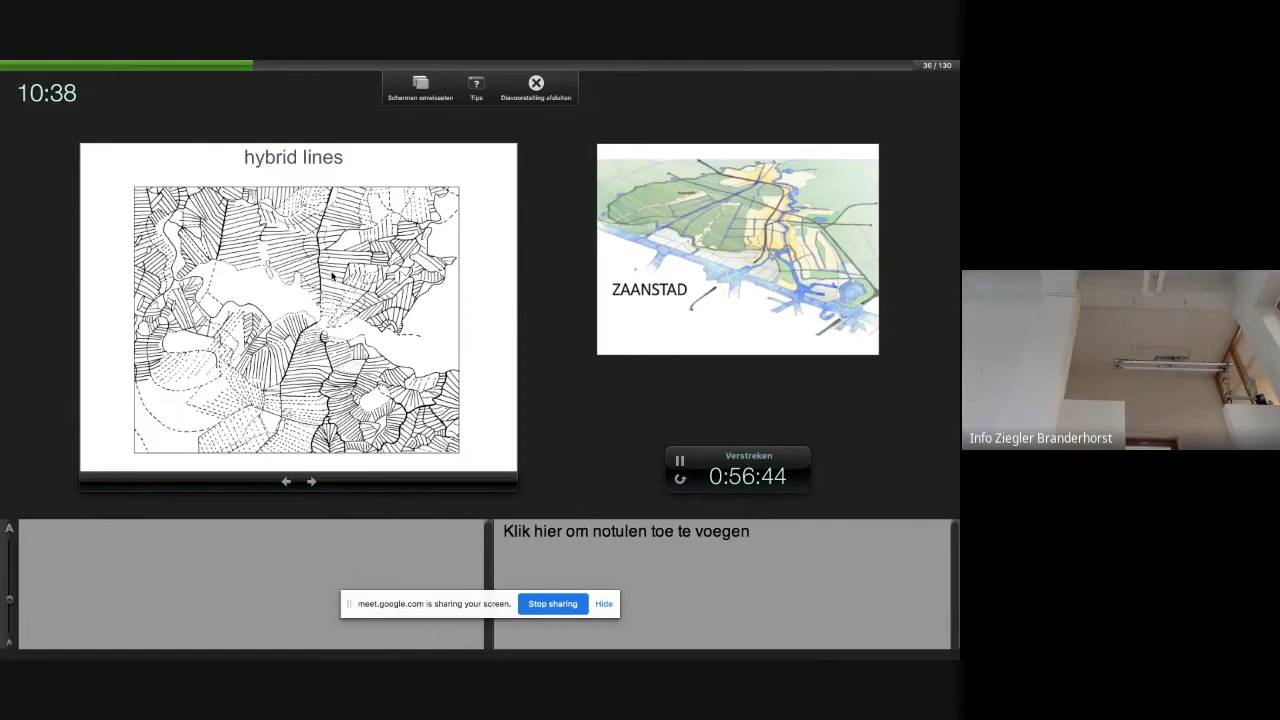 36 / 130
10:38
Schermen omwisselen
Tips
Diavoorstelling afsluiten
hybrid lines
ZAANSTAD
Verstreken
0:56:44
Info Ziegler Branderhorst
A
Klik hier om notulen toe te voegen
meet.google.com is sharing your screen.
Stop sharing
Hide
A